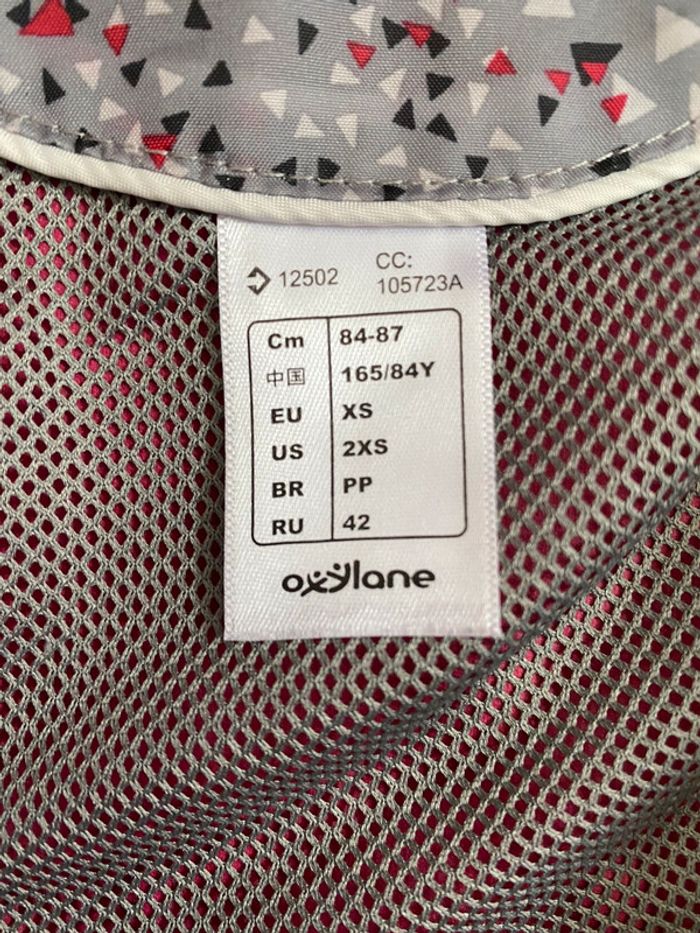 12502 CC: 105723A
Cm 84-87
中国 165/84Y
EU XS
US 2XS
BR PP
RU 42
oxylane